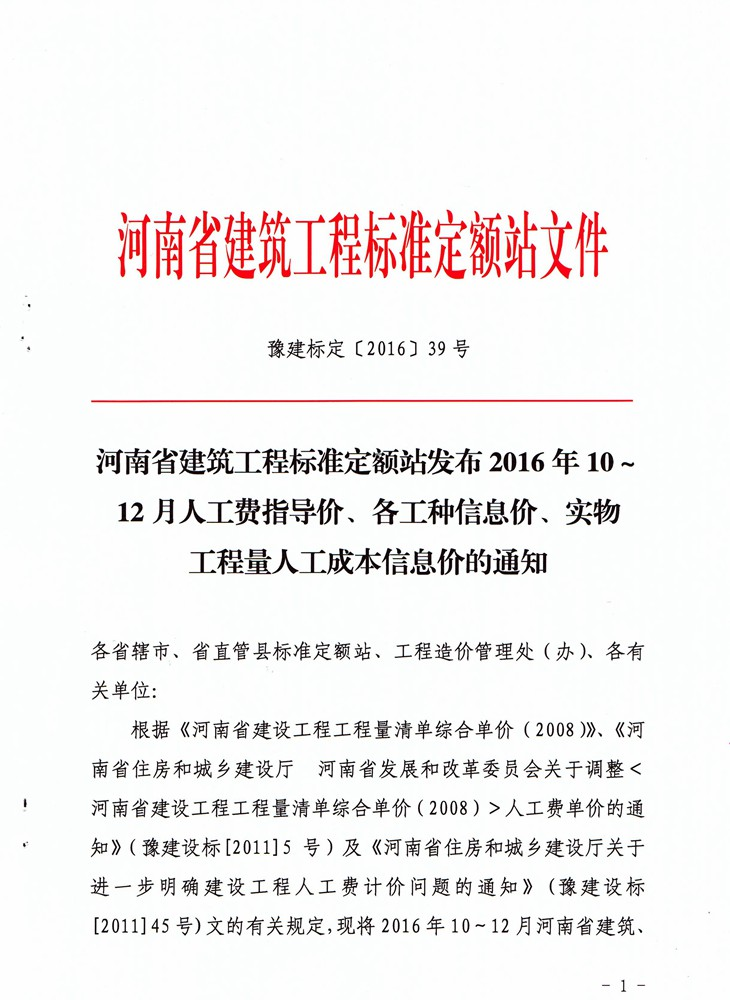 河南省建筑工程标准定额站文件
豫建标定〔2016〕39号
河南省建筑工程标准定额站发布2016年10～
12月人工费指导价、各工种信息价、实物
工程量人工成本信息价的通知
各省辖市、省直管县标准定额站、工程造价管理处（办）、各有
关单位:
根据《河南省建设工程工程量清单综合单价（2008）》、《河
南省住房和城乡建设厅　河南省发展和改革委员会关于调整<
河南省建设工程工程量清单综合单价(2008)>人工费单价的通
知》(豫建设标[2011]5 号)及《河南省住房和城乡建设厅关于
进一步明确建设工程人工费计价问题的通知》(豫建设标
[2011]45号)文的有关规定,现将2016年10～12月河南省建筑、
- 1 -